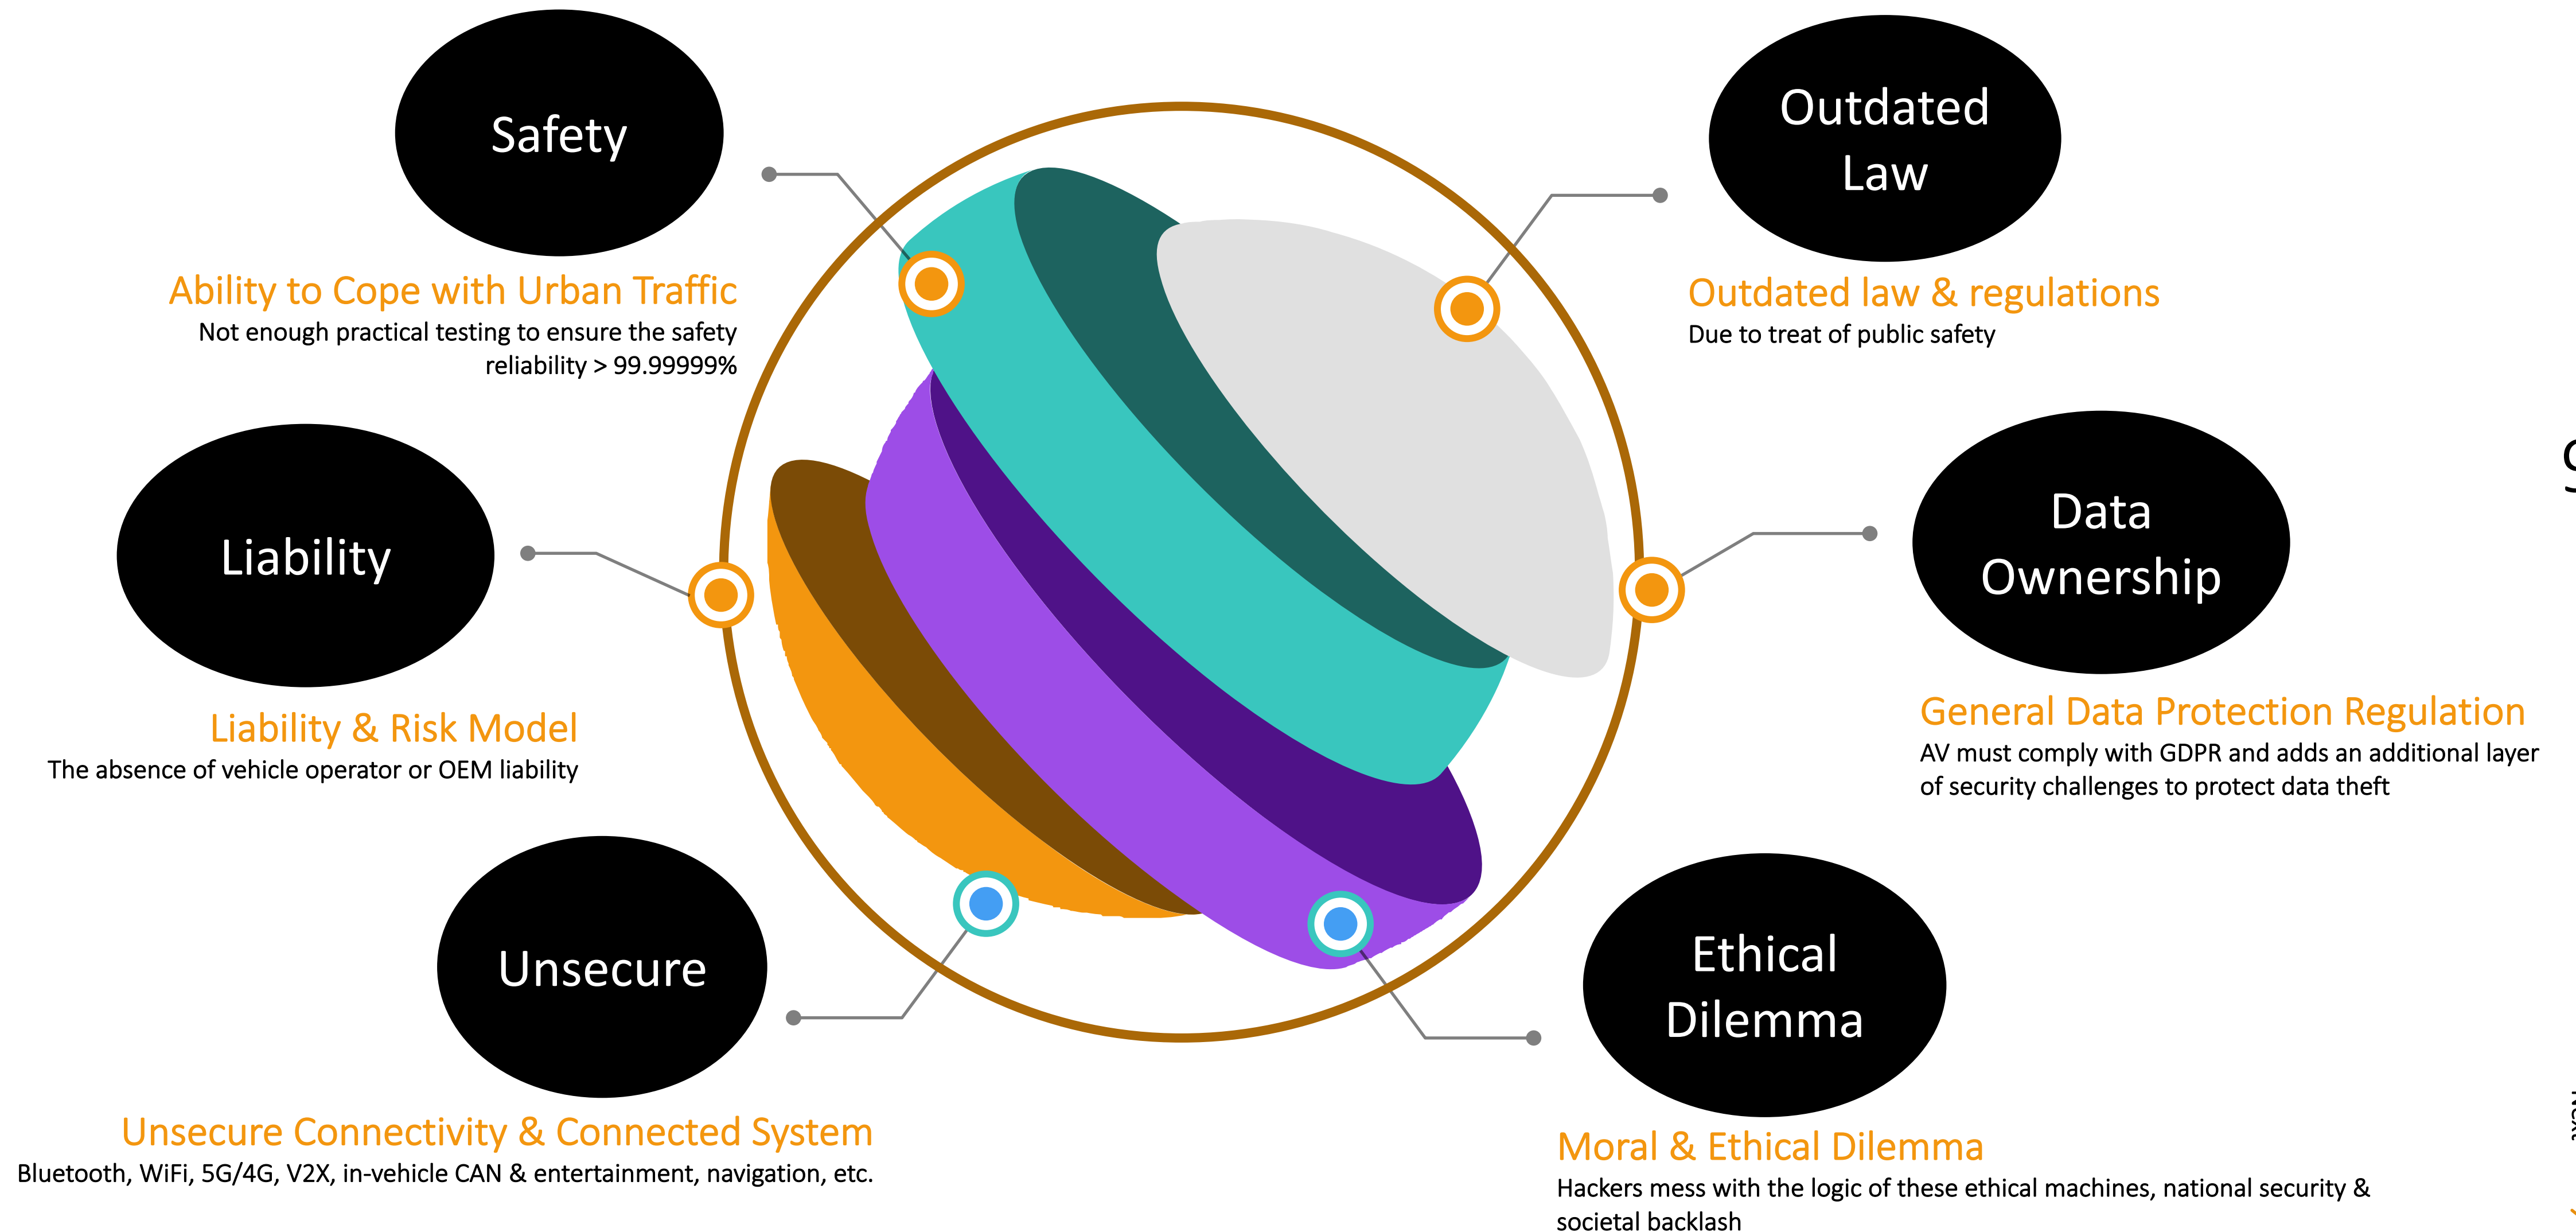 Safety
Ability to Cope with Urban Traffic
Not enough practical testing to ensure the safety
reliability > 99.99999%
Liability
Liability & Risk Model
The absence of vehicle operator or OEM liability
Unsecure
Unsecure Connectivity & Connected System
Bluetooth, WiFi, 5G/4G, V2X, in-vehicle CAN & entertainment, navigation, etc.
Outdated
Law
Outdated law & regulations
Due to treat of public safety
Data
Ownership
General Data Protection Regulation
AV must comply with GDPR and adds an additional layer
of security challenges to protect data theft
Ethical
Dilemma
Moral & Ethical Dilemma
Hackers mess with the logic of these ethical machines, national security &
societal backlash